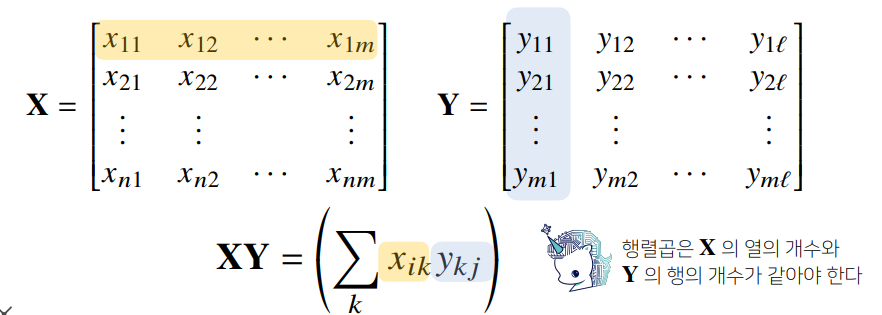 X = [ x11 x12 ⋯ x1m
x21 x22 ⋯ x2m
⋮ ⋮ ⋮
xn1 xn2 ⋯ xnm ]
Y = [ y11 y12 ⋯ y1ℓ
y21 y22 ⋯ y2ℓ
⋮ ⋮ ⋮
ym1 ym2 ⋯ ymℓ ]
XY = ( ∑k xik ykj )
행렬곱은 X 의 열의 개수와
Y 의 행의 개수가 같아야 한다